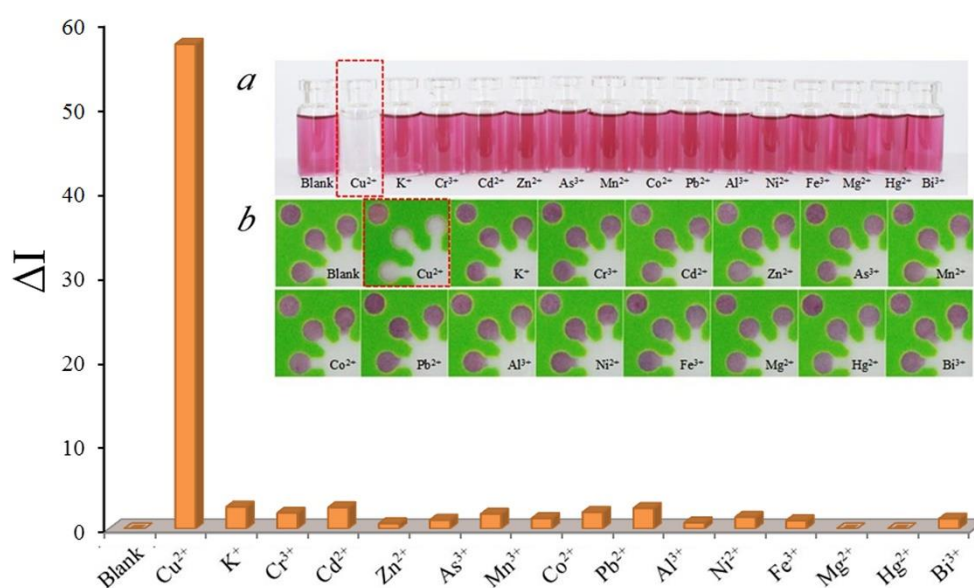 60
50
40
30
20
10
0
ΔI
a
Blank Cu²⁺ K⁺ Cr³⁺ Cd²⁺ Zn²⁺ As³⁺ Mn²⁺ Co²⁺ Pb²⁺ Al³⁺ Ni²⁺ Fe³⁺ Mg²⁺ Hg²⁺ Bi³⁺
b
Blank Cu²⁺ K⁺ Cr³⁺ Cd²⁺ Zn²⁺ As³⁺ Mn²⁺
Co²⁺ Pb²⁺ Al³⁺ Ni²⁺ Fe³⁺ Mg²⁺ Hg²⁺ Bi³⁺
Blank Cu²⁺ K⁺ Cr³⁺ Cd²⁺ Zn²⁺ As³⁺ Mn³⁺ Co²⁺ Pb²⁺ Al³⁺ Ni²⁺ Fe³⁺ Mg²⁺ Hg²⁺ Bi³⁺